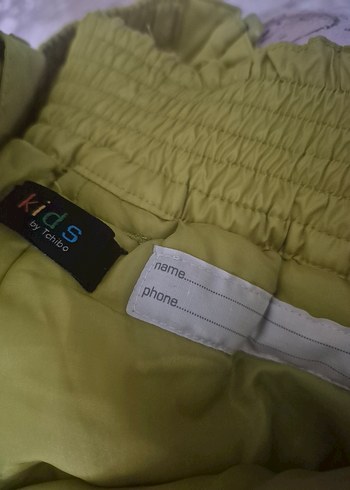 kids
by Tchibo
name
phone